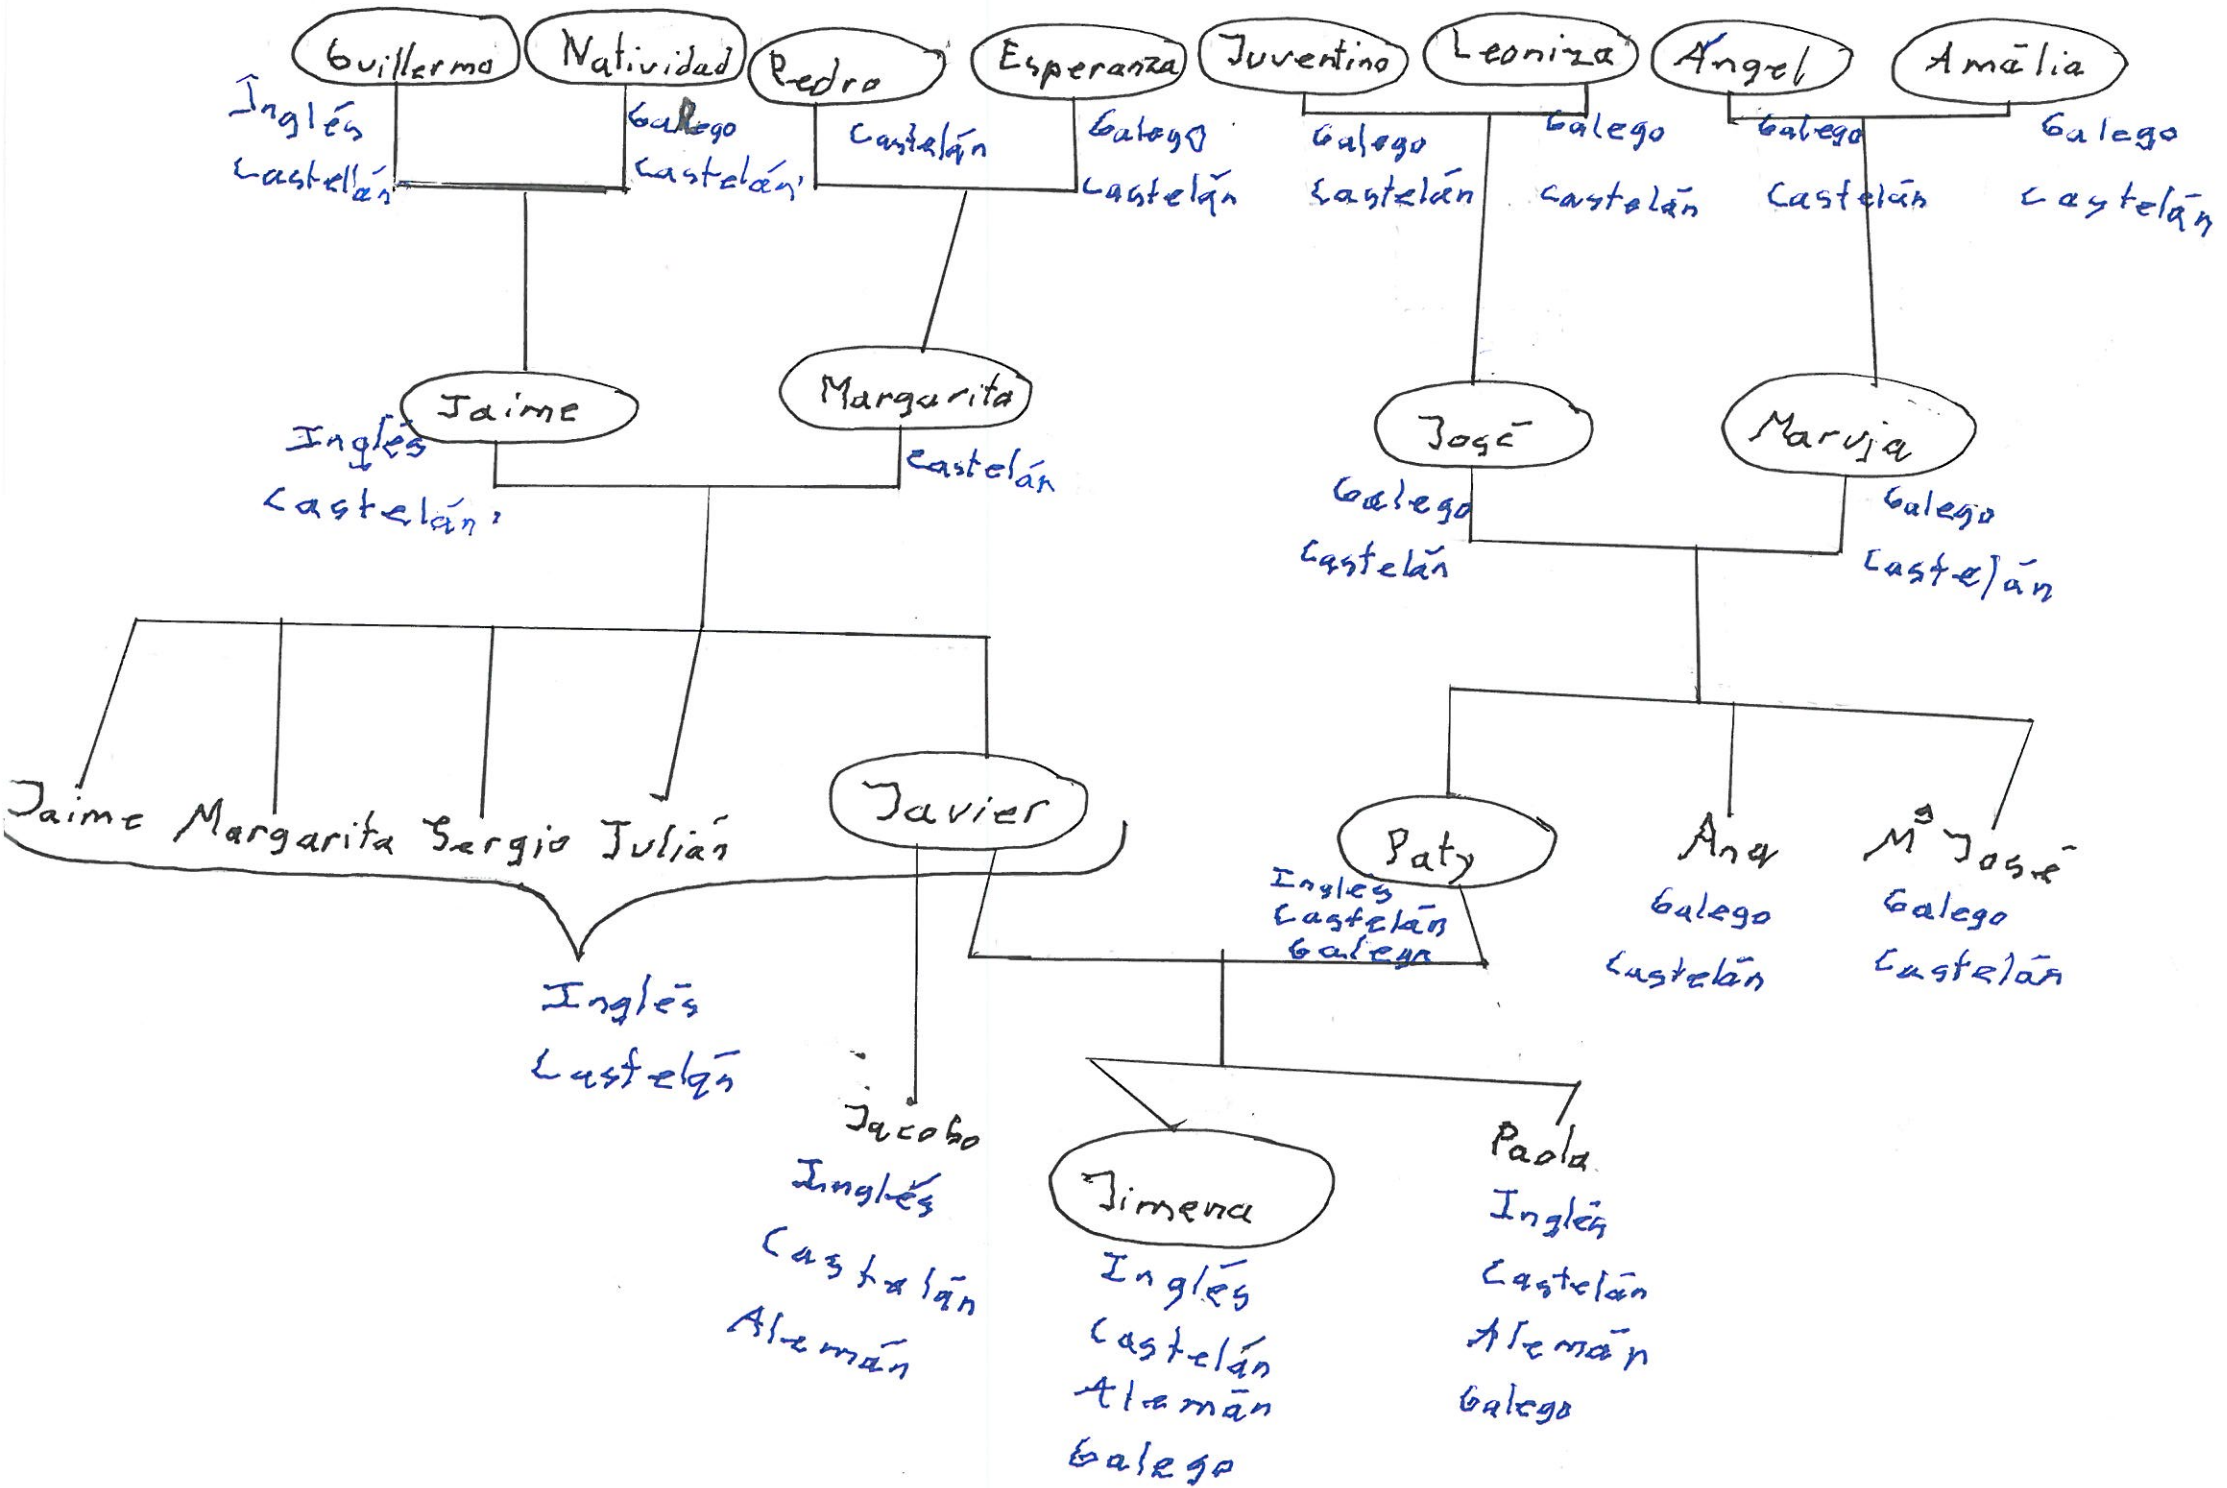 Guillermo
Natividad
Pedro
Esperanza
Juventino
Leoniza
Ángel
Amália
Inglés
Castellán
Galego
Castelán
Castelán
Galego
Castelán
Galego
Castelán
Galego
Castelán
Galego
Castelán
Galego
Castelán
Jaime
Margarita
José
Maruja
Inglés
Castelán
Castelán
Galego
Castelán
Galego
Castelán
Jaime Margarita Sergio Julián
Javier
Paty
Ana
Mª José
Inglés
Castelán
Galego
Galego
Castelán
Galego
Castelán
Inglés
Castelán
Jacobo
Jimena
Paola
Inglés
Castelán
Alemán
Inglés
Castelán
Alemán
Galego
Inglés
Castelán
Alemán
Galego